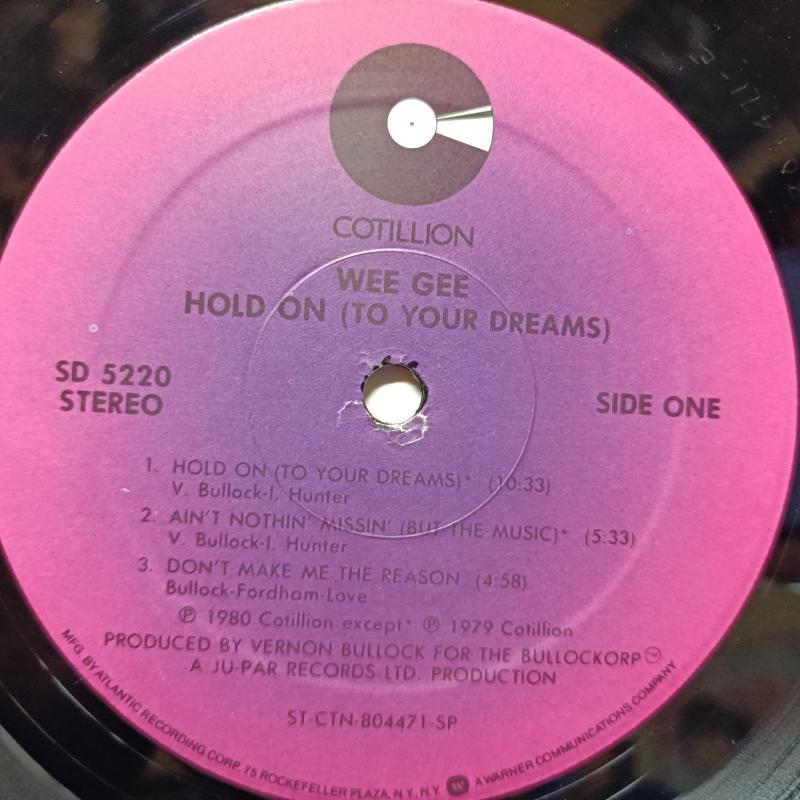 COTILLION
WEE GEE
HOLD ON (TO YOUR DREAMS)
SD 5220
STEREO
SIDE ONE
1. HOLD ON (TO YOUR DREAMS)* (10:33)
V. Bullock-I. Hunter
2. AIN'T NOTHIN' MISSIN' (BUT THE MUSIC)* (5:33)
V. Bullock-I. Hunter
3. DON'T MAKE ME THE REASON (4:58)
Bullock-Fordham-Love
℗ 1980 Cotillion except* ℗ 1979 Cotillion
PRODUCED BY VERNON BULLOCK FOR THE BULLOCKORP™
A JU-PAR RECORDS LTD. PRODUCTION
ST-CTN-804471-SP
MFG. BY ATLANTIC RECORDING CORP. 75 ROCKEFELLER PLAZA, N.Y., N.Y. A WARNER COMMUNICATIONS COMPANY